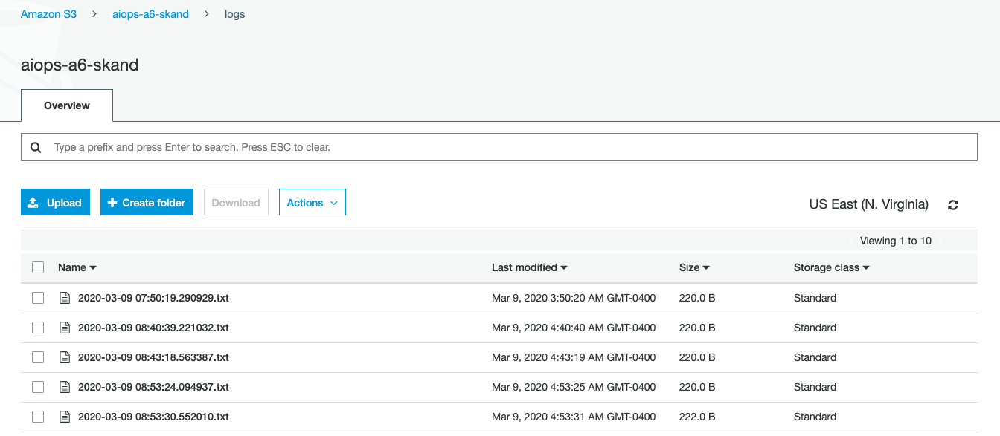 Amazon S3 > aiops-a6-skand > logs
aiops-a6-skand
Overview
Type a prefix and press Enter to search. Press ESC to clear.
Upload + Create folder Download Actions US East (N. Virginia)
Viewing 1 to 10
Name Last modified Size Storage class
2020-03-09 07:50:19.290929.txt Mar 9, 2020 3:50:20 AM GMT-0400 220.0 B Standard
2020-03-09 08:40:39.221032.txt Mar 9, 2020 4:40:40 AM GMT-0400 220.0 B Standard
2020-03-09 08:43:18.563387.txt Mar 9, 2020 4:43:19 AM GMT-0400 220.0 B Standard
2020-03-09 08:53:24.094937.txt Mar 9, 2020 4:53:25 AM GMT-0400 220.0 B Standard
2020-03-09 08:53:30.552010.txt Mar 9, 2020 4:53:31 AM GMT-0400 222.0 B Standard